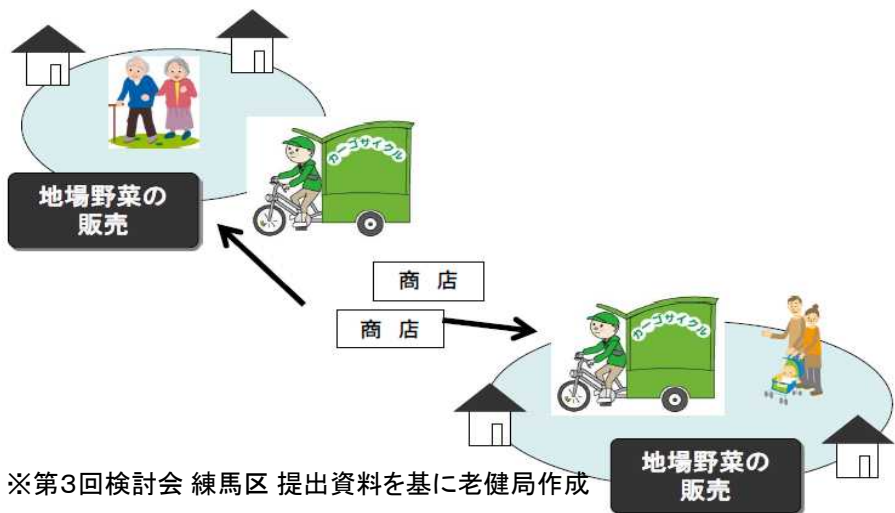 カーゴサイクル
地場野菜の
販売
商 店
商 店
カーゴサイクル
地場野菜の
販売
※第3回検討会 練馬区 提出資料を基に老健局作成